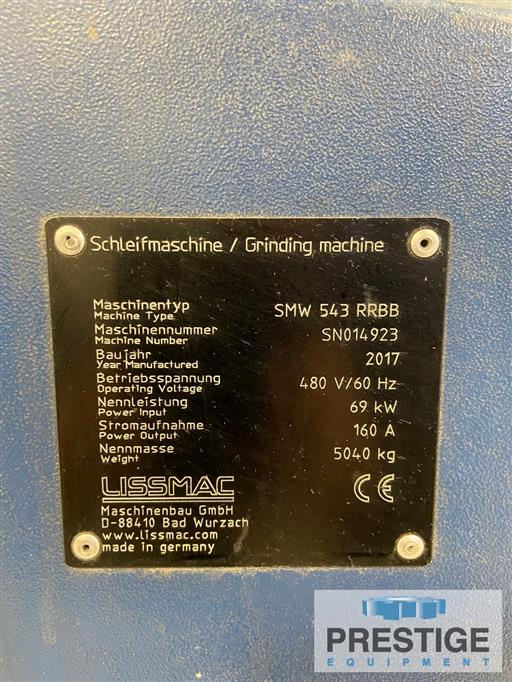 Schleifmaschine / Grinding machine
Maschinentyp SMW 543 RRBB
Machine Type
Maschinennummer SN014923
Machine Number
Baujahr 2017
Year Manufactured
Betriebsspannung 480 V/60 Hz
Operating Voltage
Nennleistung 69 kW
Power Input
Stromaufnahme 160 A
Power Output
Nennmasse 5040 kg
Weight
LISSMAC CE
Maschinenbau GmbH
D-88410 Bad Wurzach
www.lissmac.com
made in germany
PRESTIGE
EQUIPMENT